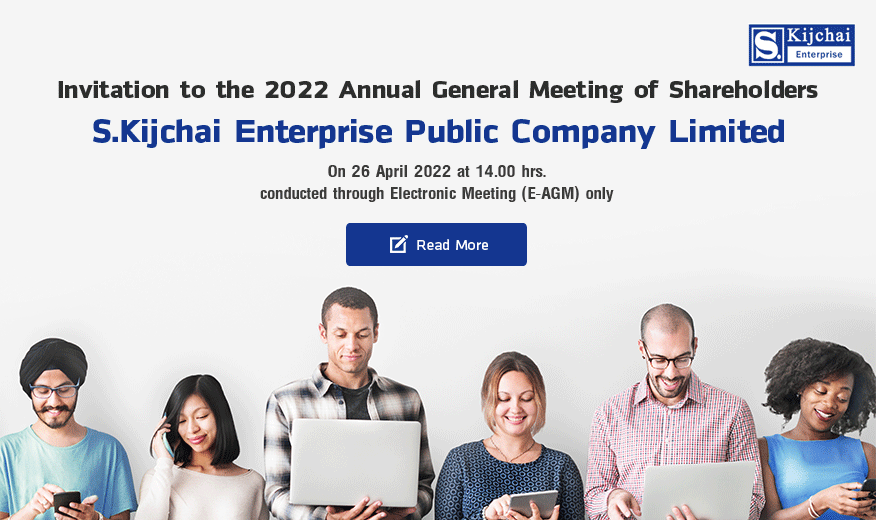 S. Kijchai
Enterprise
Invitation to the 2022 Annual General Meeting of Shareholders
S.Kijchai Enterprise Public Company Limited
On 26 April 2022 at 14.00 hrs.
conducted through Electronic Meeting (E-AGM) only
Read More